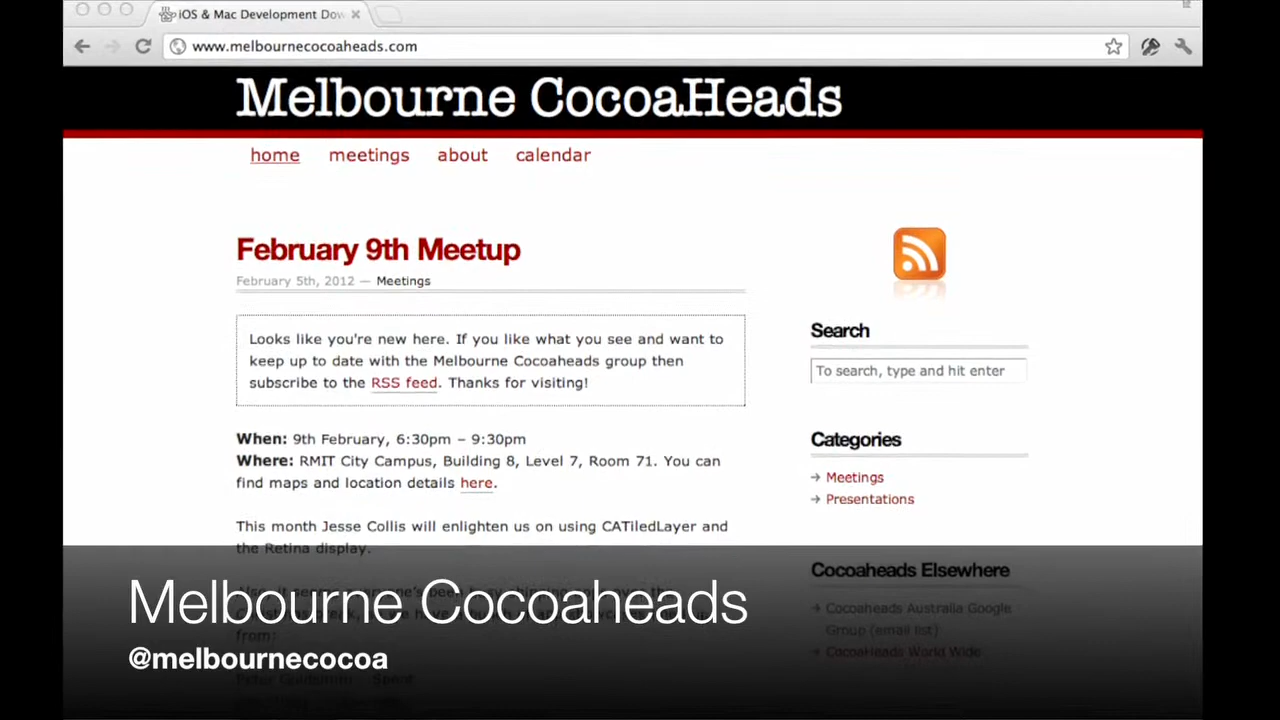 iOS & Mac Development Dow
www.melbournecocoaheads.com
Melbourne CocoaHeads
home meetings about calendar
February 9th Meetup
February 5th, 2012 — Meetings
Looks like you're new here. If you like what you see and want to
keep up to date with the Melbourne Cocoaheads group then
subscribe to the RSS feed. Thanks for visiting!
When: 9th February, 6:30pm – 9:30pm
Where: RMIT City Campus, Building 8, Level 7, Room 71. You can
find maps and location details here.
This month Jesse Collis will enlighten us on using CATiledLayer and
the Retina display.
from:
Search
To search, type and hit enter
Categories
Meetings
Presentations
Cocoaheads Elsewhere
Cocoaheads Australia Google
Group (email list)
CocoaHeads World Wide
Melbourne Cocoaheads
@melbournecocoa